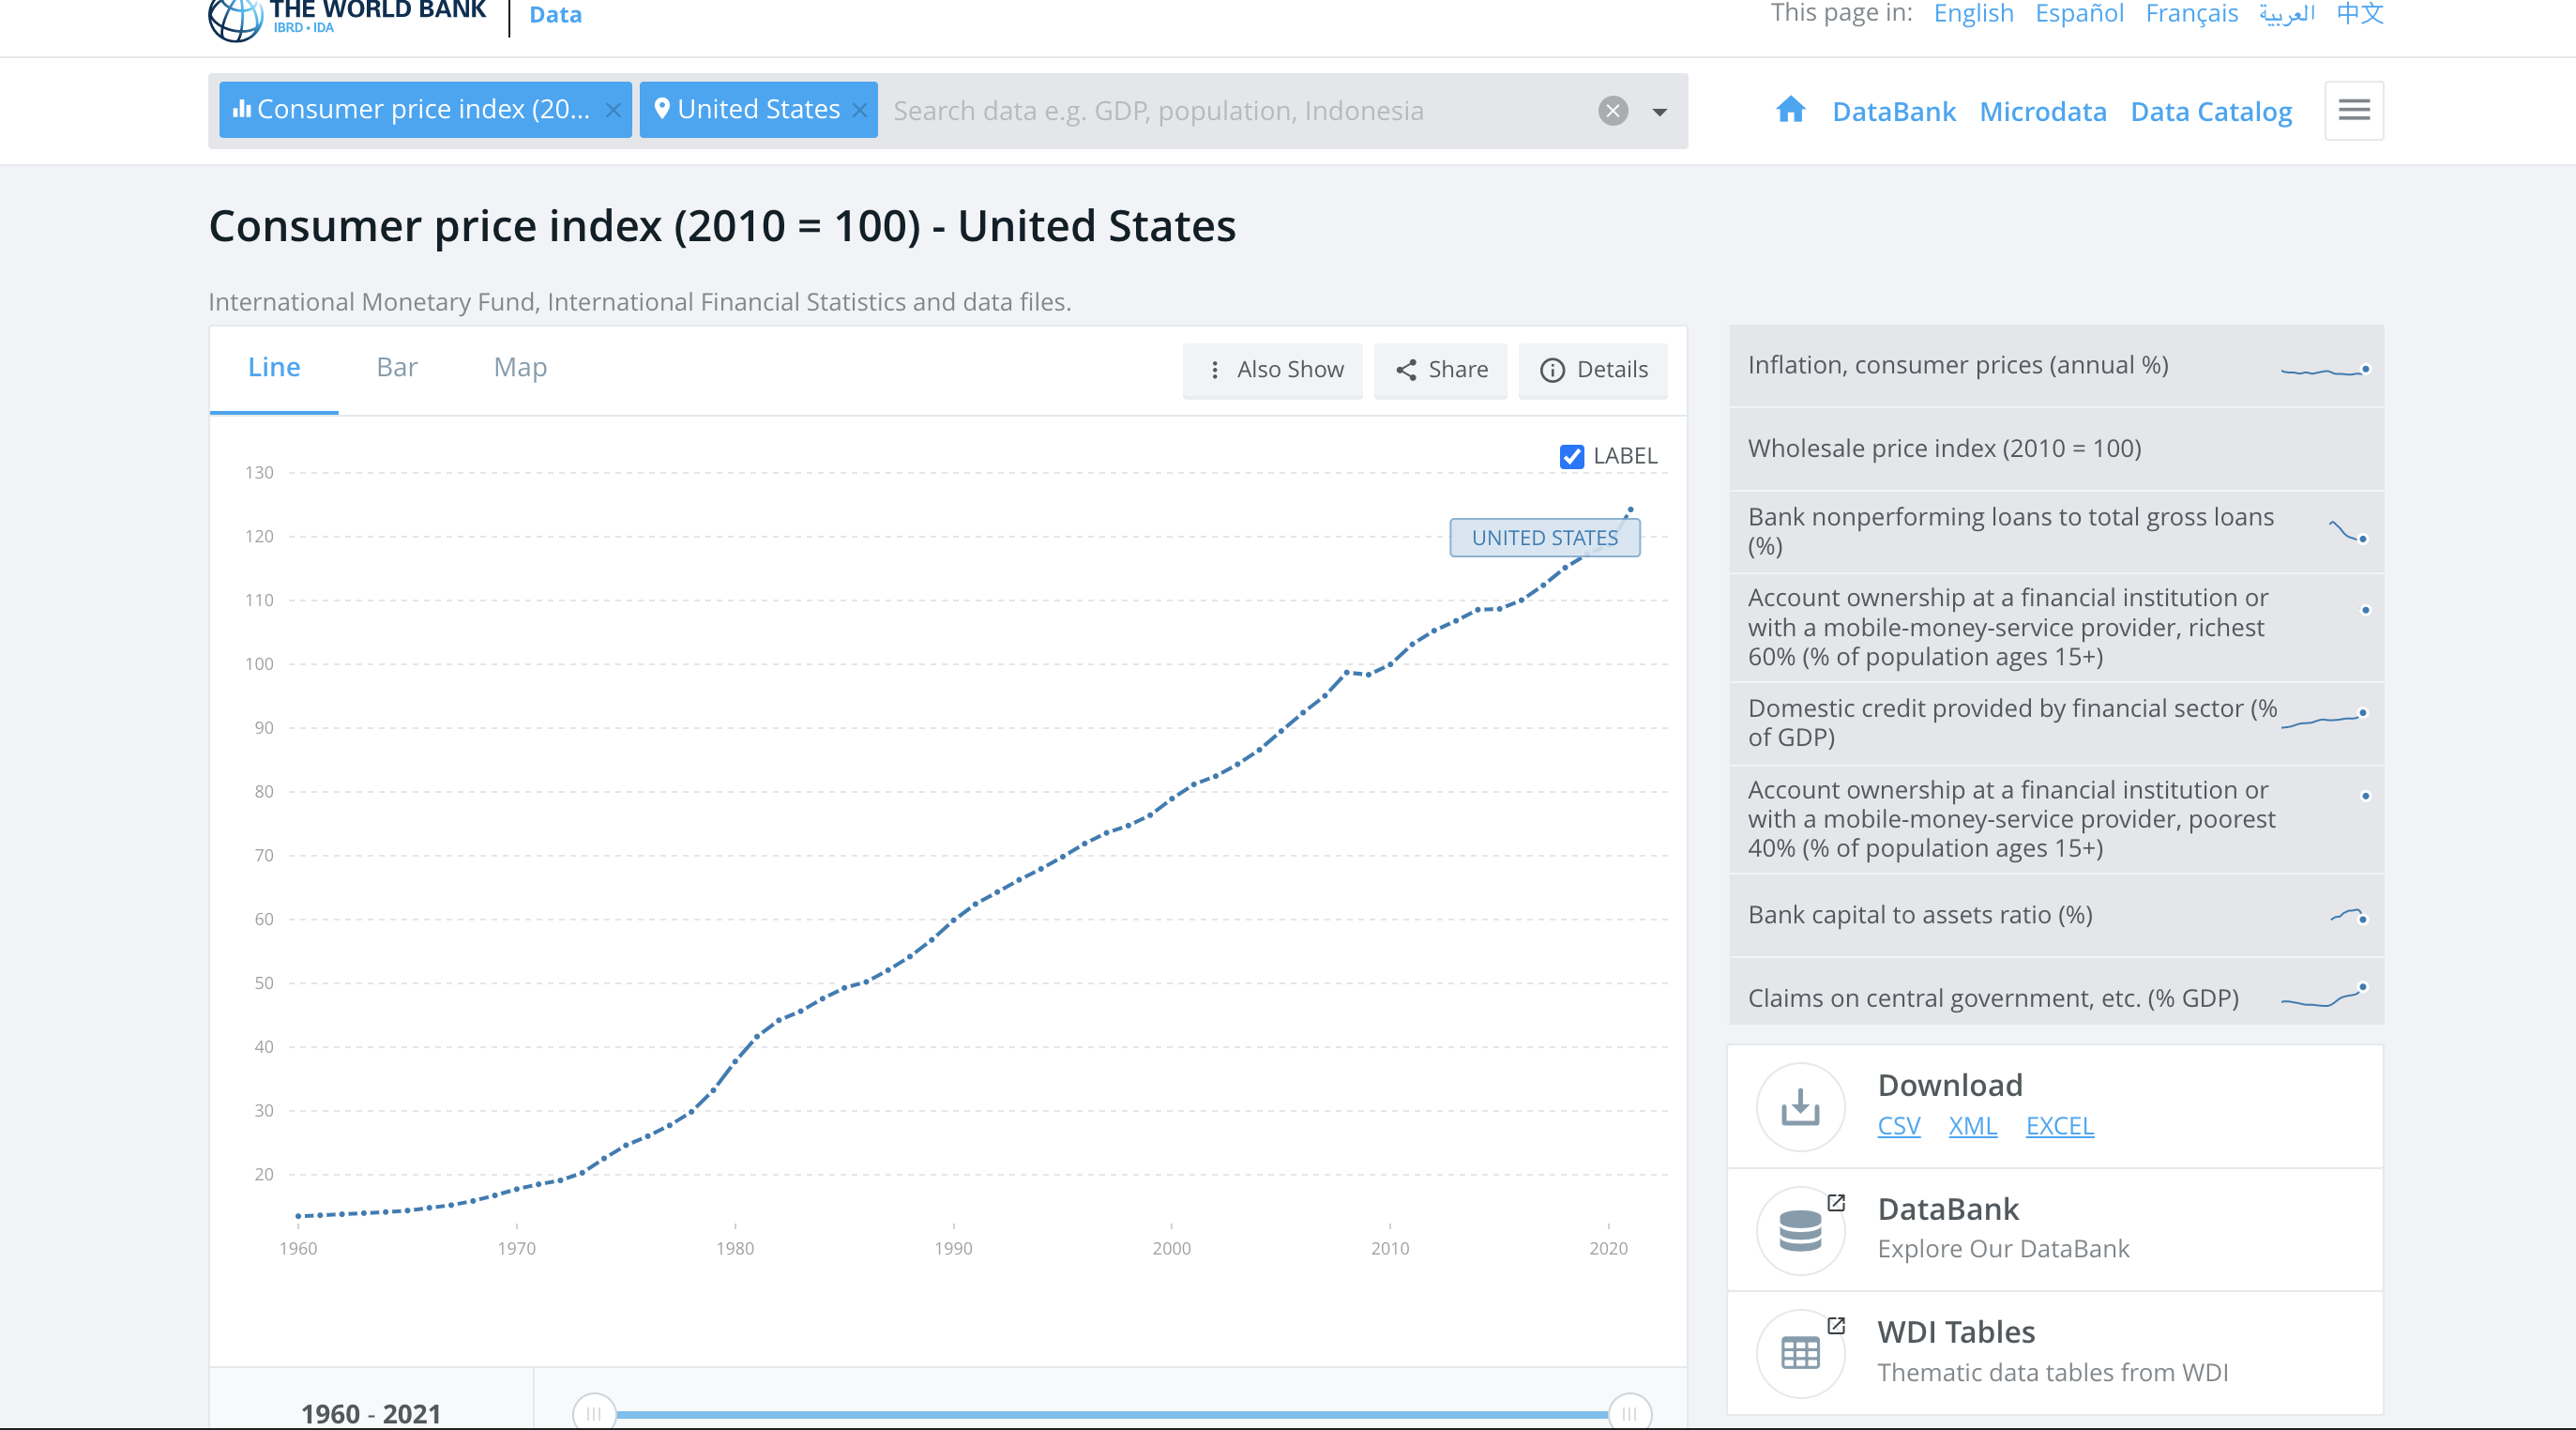 THE WORLD BANK
IBRD • IDA
Data
This page in: English Español Français العربية 中文
Consumer price index (20...
United States
Search data e.g. GDP, population, Indonesia
DataBank Microdata Data Catalog
Consumer price index (2010 = 100) - United States
International Monetary Fund, International Financial Statistics and data files.
Line Bar Map
Also Show Share Details
LABEL
130
120
110
100
90
80
70
60
50
40
30
20
UNITED STATES
1960 1970 1980 1990 2000 2010 2020
1960 - 2021
Inflation, consumer prices (annual %)
Wholesale price index (2010 = 100)
Bank nonperforming loans to total gross loans
(%)
Account ownership at a financial institution or
with a mobile-money-service provider, richest
60% (% of population ages 15+)
Domestic credit provided by financial sector (%
of GDP)
Account ownership at a financial institution or
with a mobile-money-service provider, poorest
40% (% of population ages 15+)
Bank capital to assets ratio (%)
Claims on central government, etc. (% GDP)
Download
CSV XML EXCEL
DataBank
Explore Our DataBank
WDI Tables
Thematic data tables from WDI